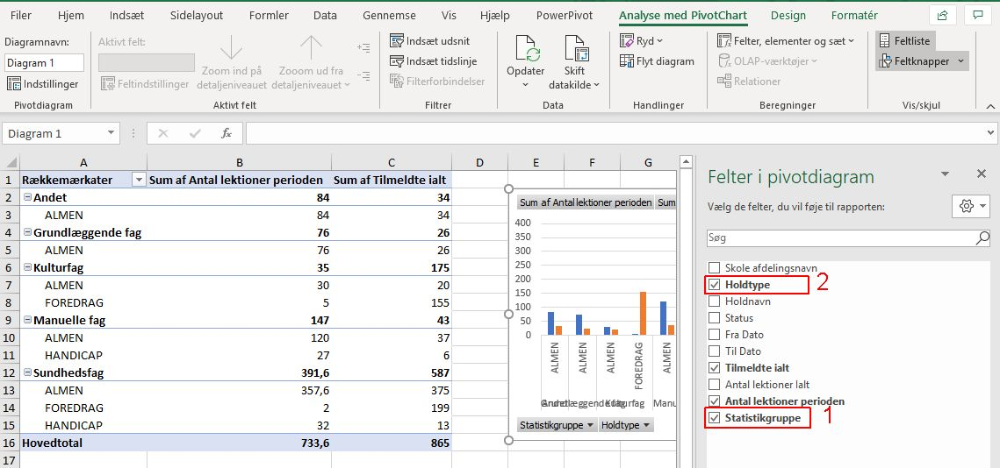 Filer Hjem Indsæt Sidelayout Formler Data Gennemse Vis Hjælp PowerPivot Analyse med PivotChart Design Formatér
Diagramnavn:
Diagram 1
Indstillinger
Pivotdiagram
Aktivt felt:
Feltindstillinger
Zoom ind på
detaljeniveauet
Zooom ud fra
detaljeniveauet
Aktivt felt
Indsæt udsnit
Indsæt tidslinje
Filterforbindelser
Filtrer
Opdater
Skift
datakilde
Data
Ryd
Flyt diagram
Handlinger
Felter, elementer og sæt
OLAP-værktøjer
Relationer
Beregninger
Feltliste
Feltknapper
Vis/skjul
Diagram 1
fx
A B C D E F G
1 Rækkemærkater Sum af Antal lektioner perioden Sum af Tilmeldte ialt
2 Andet 84 34
3 ALMEN 84 34
4 Grundlæggende fag 76 26
5 ALMEN 76 26
6 Kulturfag 35 175
7 ALMEN 30 20
8 FOREDRAG 5 155
9 Manuelle fag 147 43
10 ALMEN 120 37
11 HANDICAP 27 6
12 Sundhedsfag 391,6 587
13 ALMEN 357,6 375
14 FOREDRAG 2 199
15 HANDICAP 32 13
16 Hovedtotal 733,6 865
17
Sum af Antal lektioner perioden Sum
400
350
300
250
200
150
100
50
0
ALMEN ALMEN ALMEN FOREDRAG ALMEN
Andet Grundlæggende fag Kulturfag Manu
Statistikgruppe Holdtype
Felter i pivotdiagram
Vælg de felter, du vil føje til rapporten:
Søg
Skole afdelingsnavn
Holdtype 2
Holdnavn
Status
Fra Dato
Til Dato
Tilmeldte ialt
Antal lektioner Ialt
Antal lektioner perioden
Statistikgruppe 1